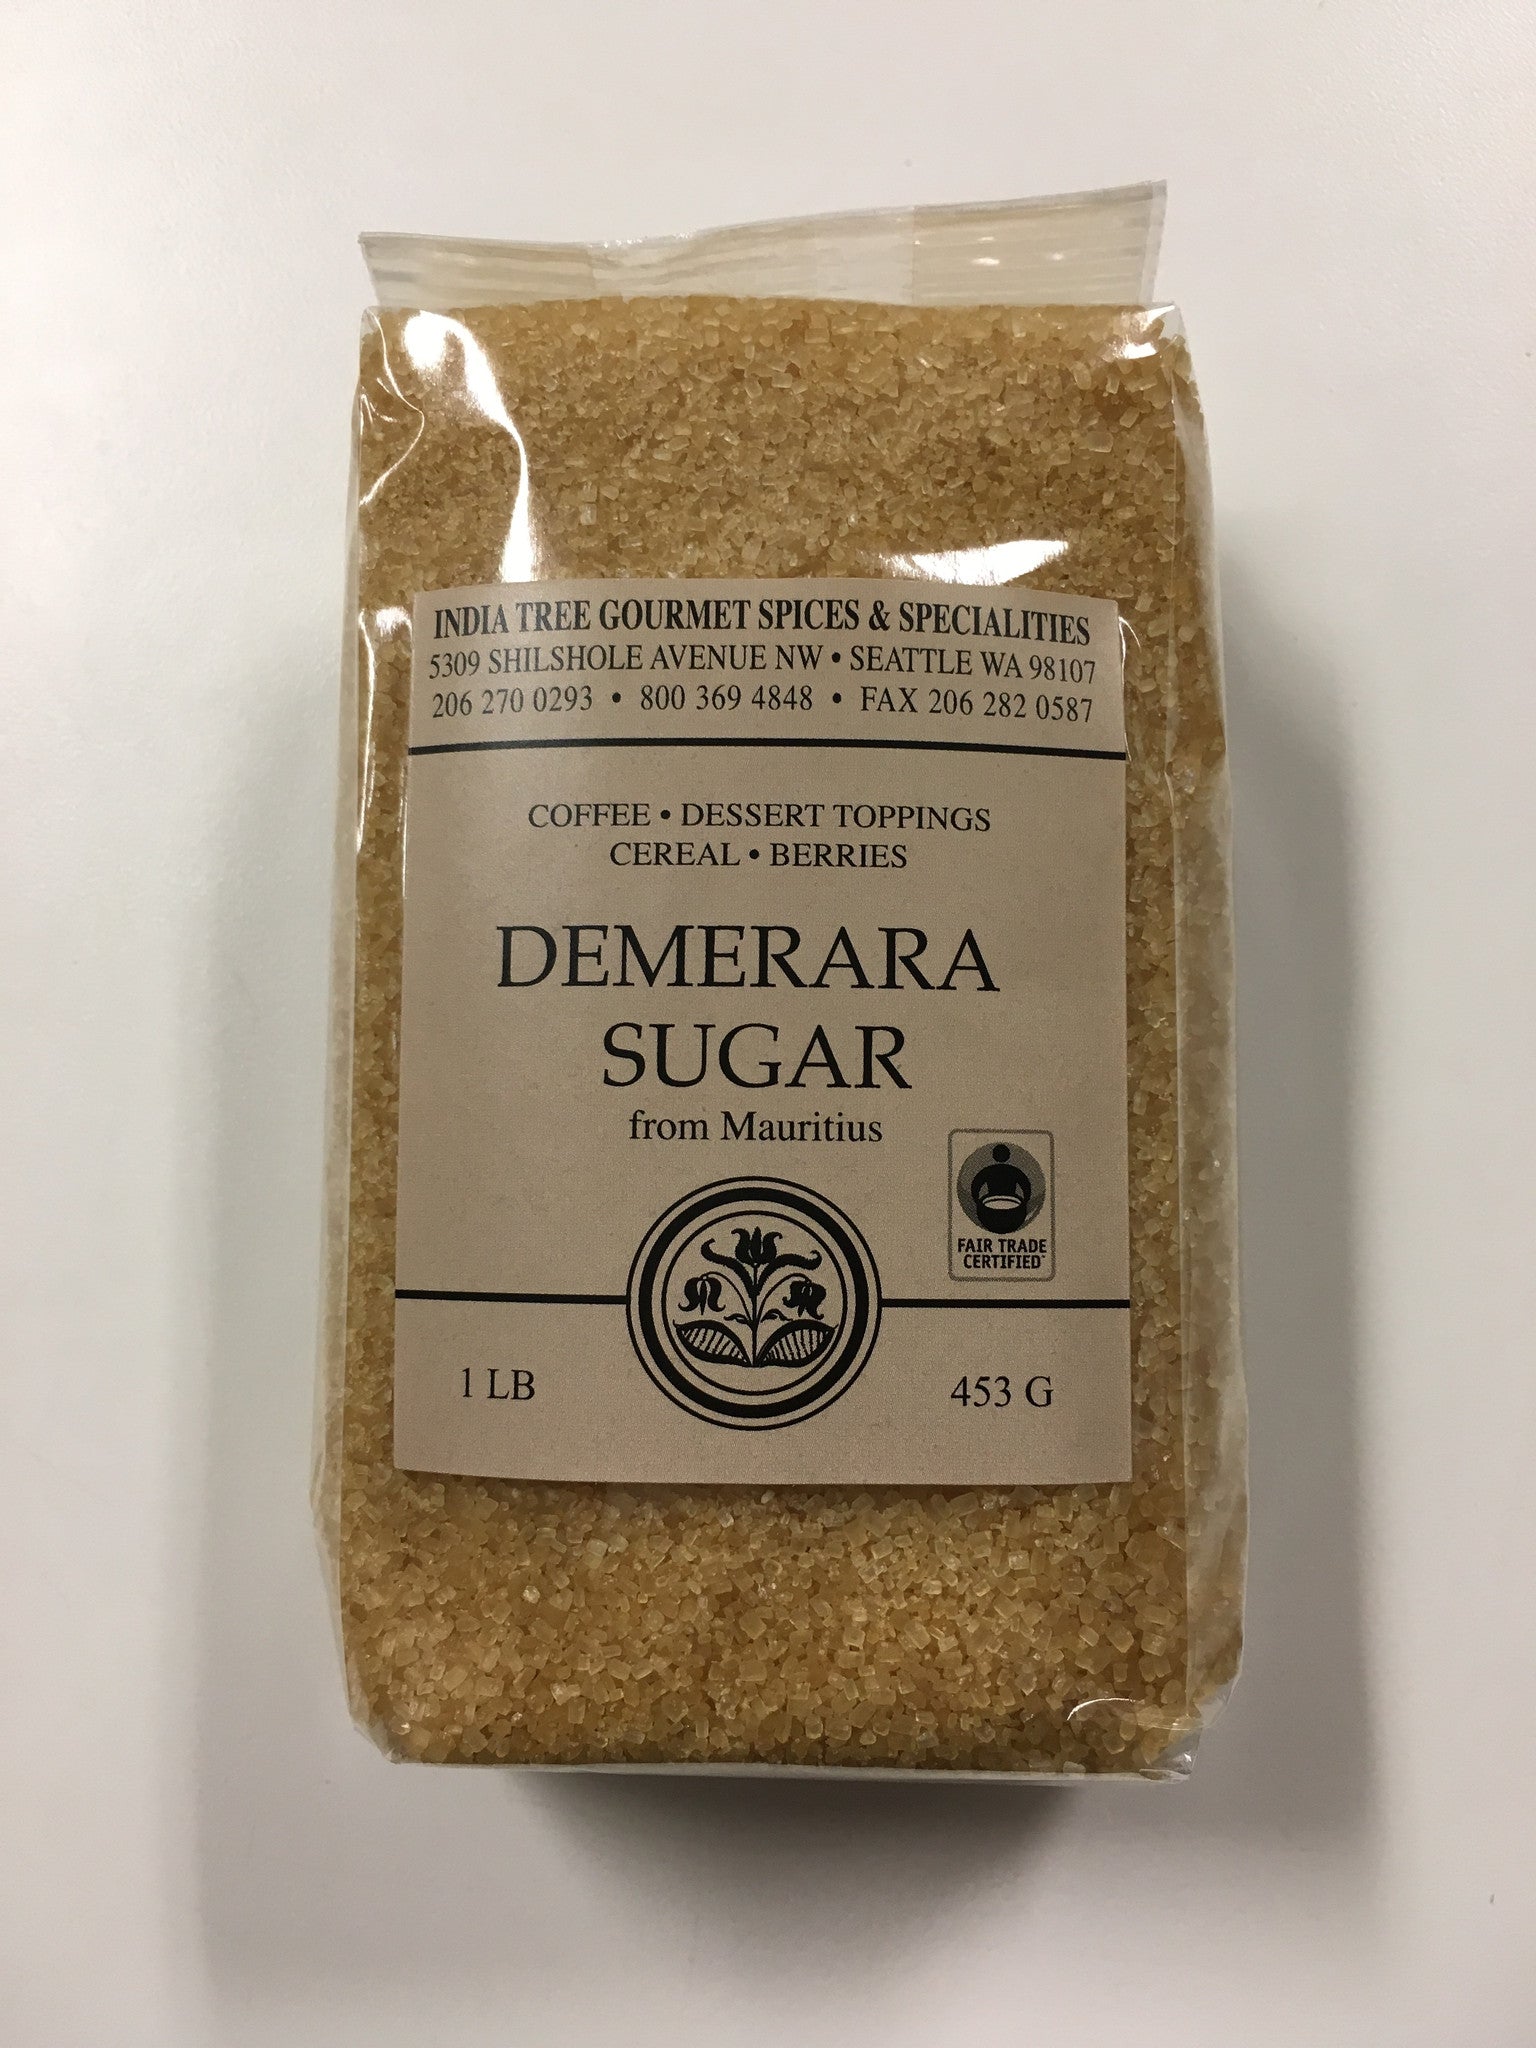 INDIA TREE GOURMET SPICES & SPECIALITIES
5309 SHILSHOLE AVENUE NW • SEATTLE WA 98107
206 270 0293 • 800 369 4848 • FAX 206 282 0587
COFFEE • DESSERT TOPPINGS
CEREAL • BERRIES
DEMERARA
SUGAR
from Mauritius
FAIR TRADE
CERTIFIED™
1 LB
453 G